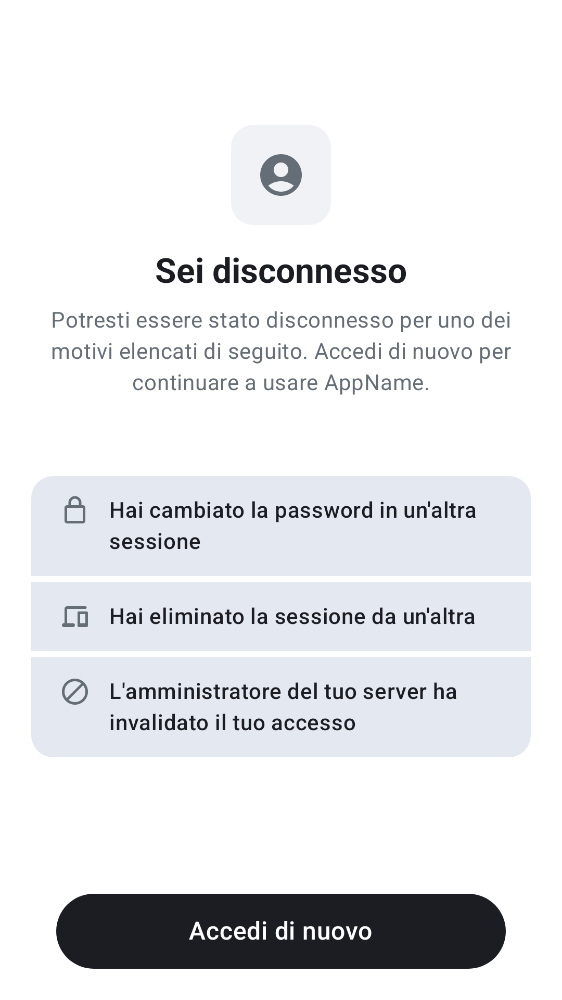 Sei disconnesso
Potresti essere stato disconnesso per uno dei
motivi elencati di seguito. Accedi di nuovo per
continuare a usare AppName.
Hai cambiato la password in un'altra
sessione
Hai eliminato la sessione da un'altra
L'amministratore del tuo server ha
invalidato il tuo accesso
Accedi di nuovo